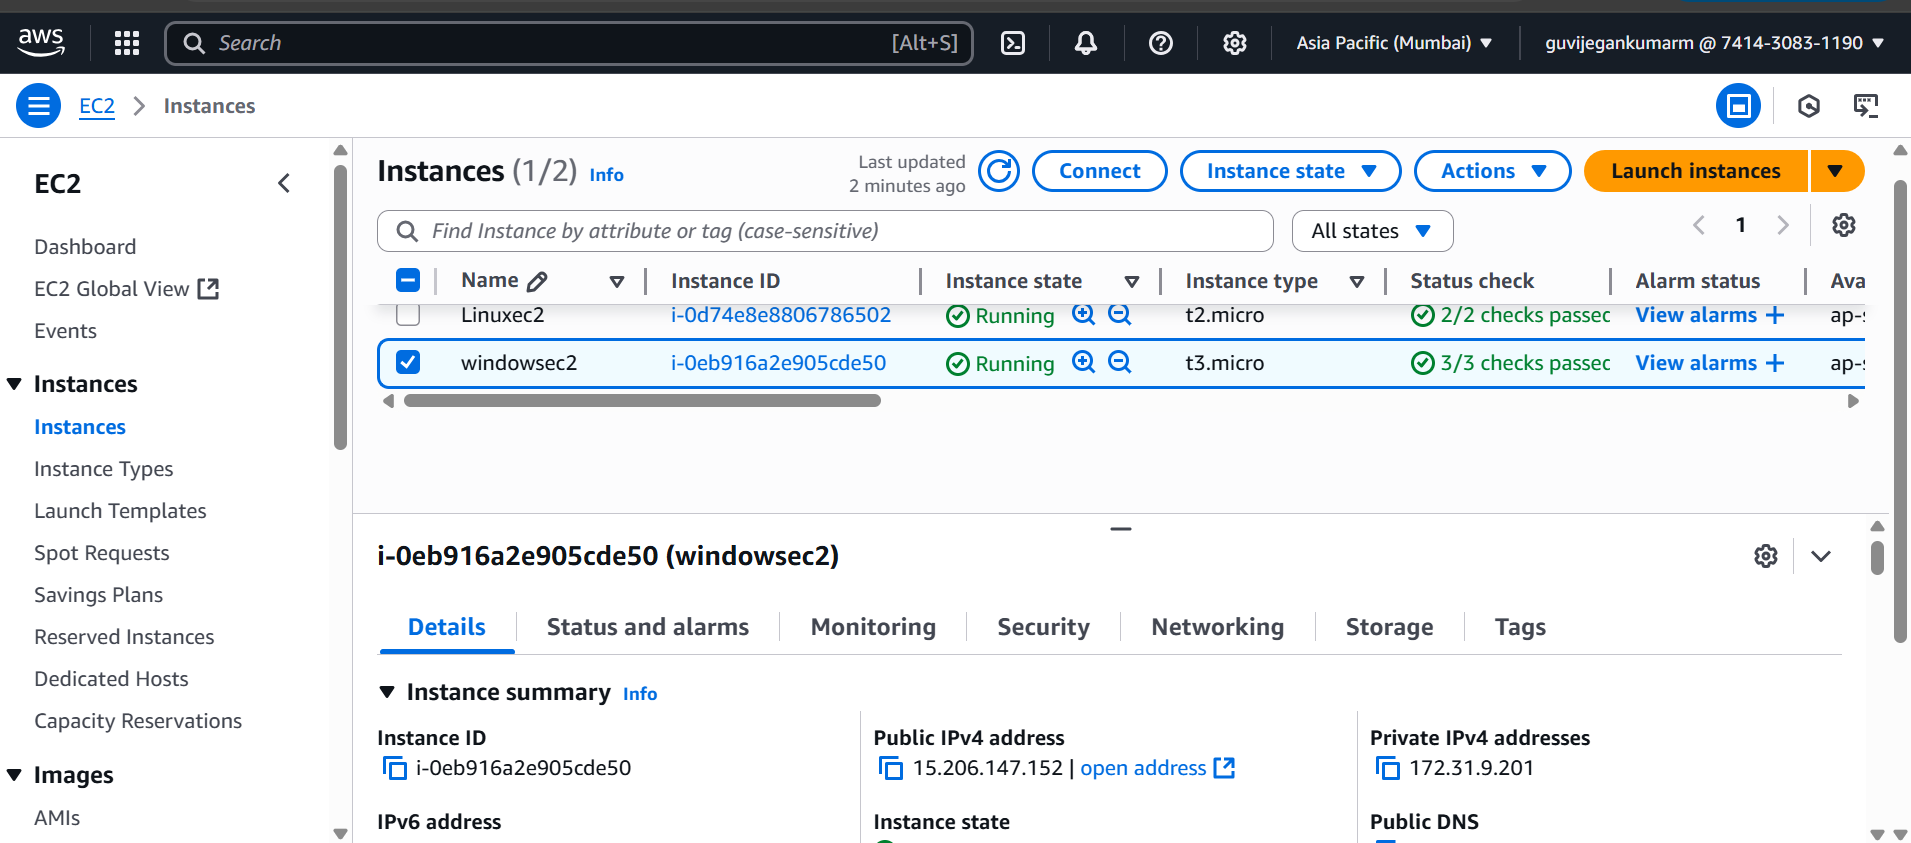 aws
Search [Alt+S]
Asia Pacific (Mumbai)
guvijegankumarm @ 7414-3083-1190
EC2 Instances
EC2
Dashboard
EC2 Global View
Events
Instances
Instances
Instance Types
Launch Templates
Spot Requests
Savings Plans
Reserved Instances
Dedicated Hosts
Capacity Reservations
Images
AMIs
Instances (1/2) Info
Last updated
2 minutes ago
Connect
Instance state
Actions
Launch instances
Find Instance by attribute or tag (case-sensitive)
All states
1
Name Instance ID Instance state Instance type Status check Alarm status Ava
Linuxec2 i-0d74e8e8806786502 Running t2.micro 2/2 checks passec View alarms + ap-s
windowsec2 i-0eb916a2e905cde50 Running t3.micro 3/3 checks passec View alarms + ap-s
i-0eb916a2e905cde50 (windowsec2)
Details Status and alarms Monitoring Security Networking Storage Tags
Instance summary Info
Instance ID
i-0eb916a2e905cde50
Public IPv4 address
15.206.147.152 | open address
Private IPv4 addresses
172.31.9.201
IPv6 address
Instance state
Public DNS